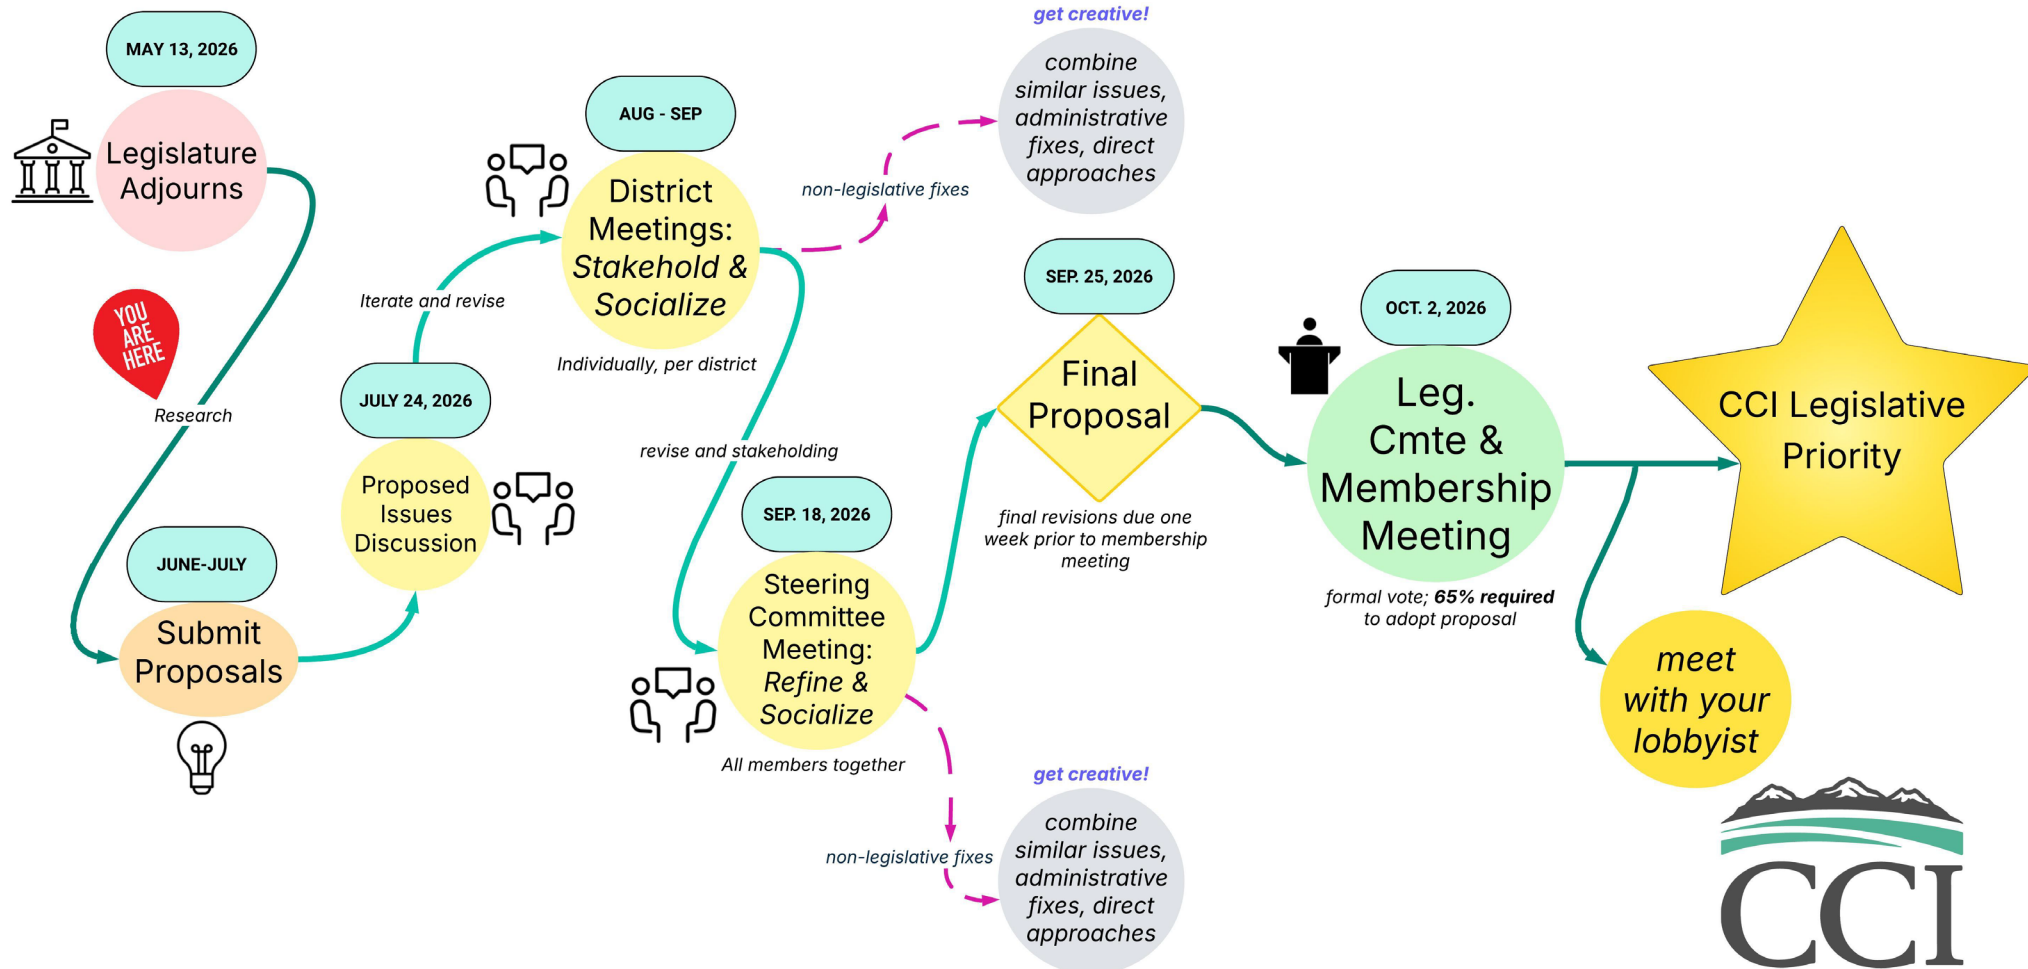 MAY 13, 2026
Legislature
Adjourns
YOU
ARE
HERE
Research
JUNE-JULY
Submit
Proposals
JULY 24, 2026
Proposed
Issues
Discussion
Iterate and revise
AUG - SEP
District
Meetings:
Stakehold &
Socialize
Individually, per district
non-legislative fixes
get creative!
combine
similar issues,
administrative
fixes, direct
approaches
revise and stakeholding
SEP. 18, 2026
Steering
Committee
Meeting:
Refine &
Socialize
All members together
non-legislative fixes
get creative!
combine
similar issues,
administrative
fixes, direct
approaches
SEP. 25, 2026
Final
Proposal
final revisions due one
week prior to membership
meeting
OCT. 2, 2026
Leg.
Cmte &
Membership
Meeting
formal vote; 65% required
to adopt proposal
CCI Legislative
Priority
meet
with your
lobbyist
CCI